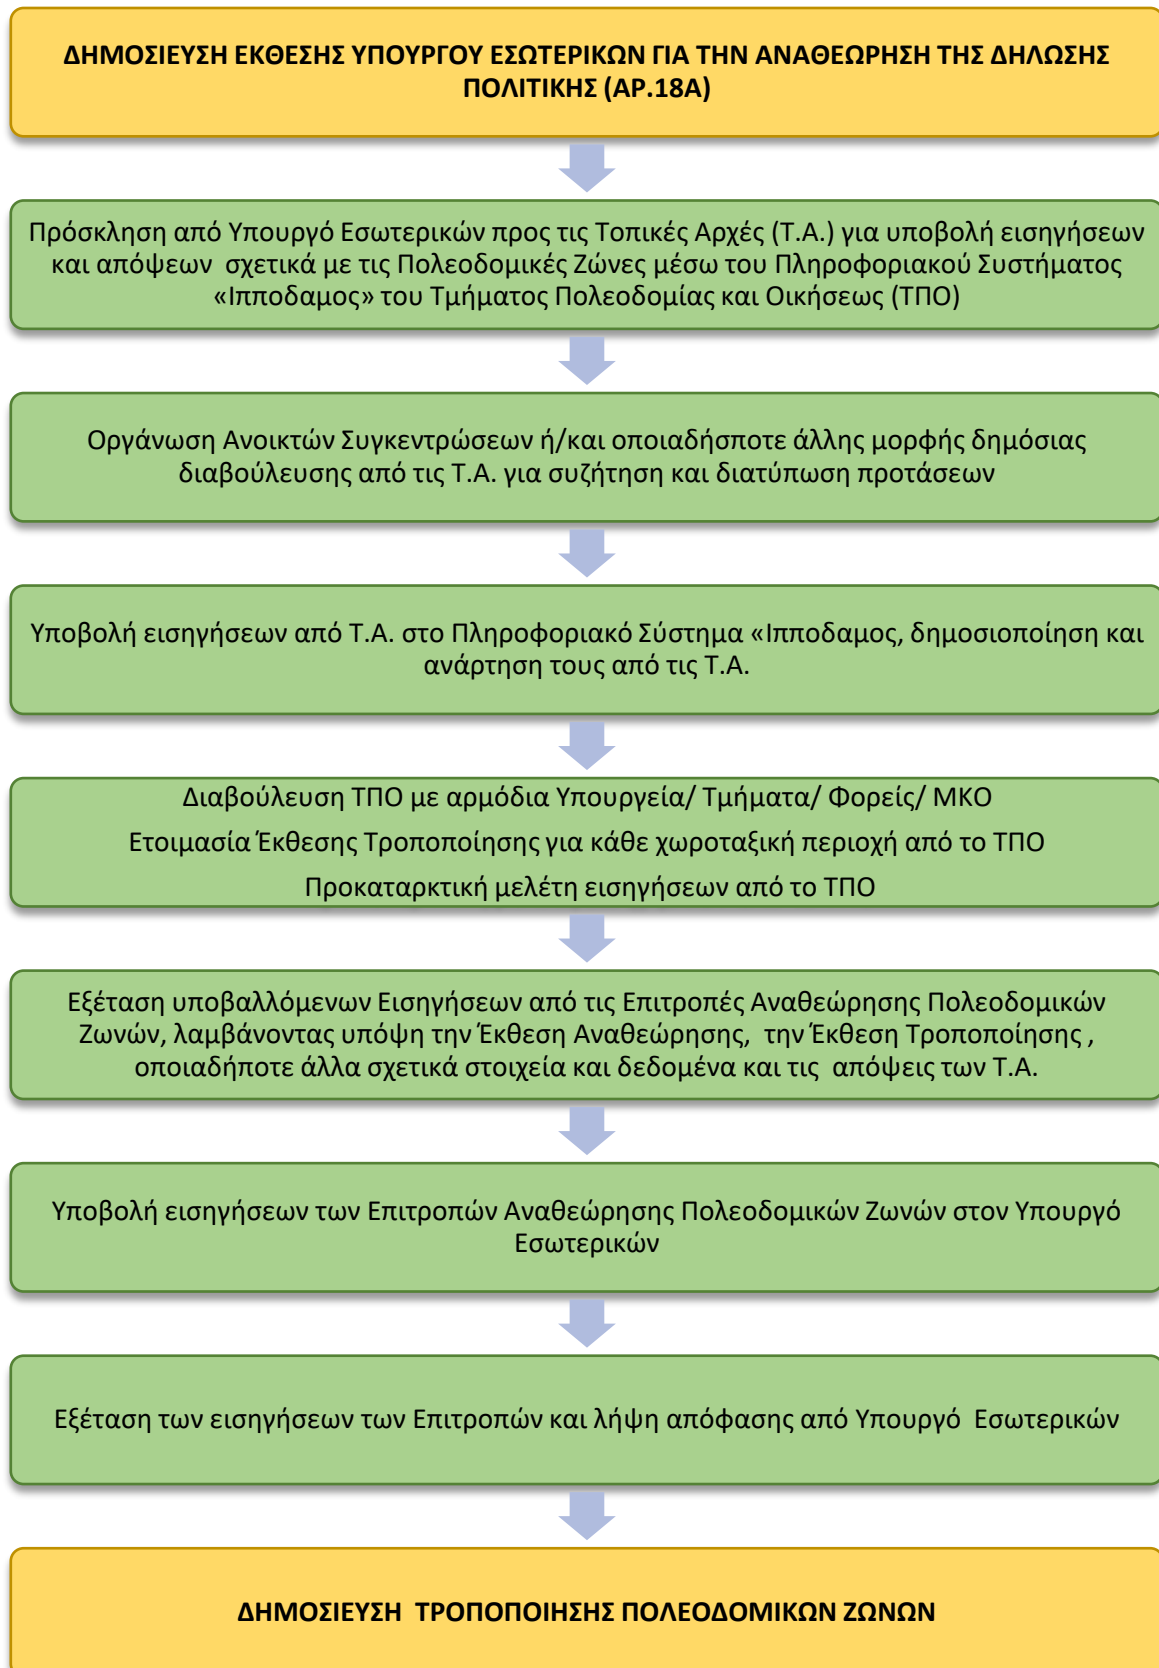 ΔΗΜΟΣΙΕΥΣΗ ΕΚΘΕΣΗΣ ΥΠΟΥΡΓΟΥ ΕΣΩΤΕΡΙΚΩΝ ΓΙΑ ΤΗΝ ΑΝΑΘΕΩΡΗΣΗ ΤΗΣ ΔΗΛΩΣΗΣ
ΠΟΛΙΤΙΚΗΣ (ΑΡ.18Α)
Πρόσκληση από Υπουργό Εσωτερικών προς τις Τοπικές Αρχές (Τ.Α.) για υποβολή εισηγήσεων
και απόψεων  σχετικά με τις Πολεοδομικές Ζώνες μέσω του Πληροφοριακού Συστήματος
«Ιπποδαμος» του Τμήματος Πολεοδομίας και Οικήσεως (ΤΠΟ)
Οργάνωση Ανοικτών Συγκεντρώσεων ή/και οποιαδήσποτε άλλης μορφής δημόσιας
διαβούλευσης από τις Τ.Α. για συζήτηση και διατύπωση προτάσεων
Υποβολή εισηγήσεων από Τ.Α. στο Πληροφοριακό Σύστημα «Ιπποδαμος, δημοσιοποίηση και
ανάρτηση τους από τις Τ.Α.
Διαβούλευση ΤΠΟ με αρμόδια Υπουργεία/ Τμήματα/ Φορείς/ ΜΚΟ
Ετοιμασία Έκθεσης Τροποποίησης για κάθε χωροταξική περιοχή από το ΤΠΟ
Προκαταρκτική μελέτη εισηγήσεων από το ΤΠΟ
Εξέταση υποβαλλόμενων Εισηγήσεων από τις Επιτροπές Αναθεώρησης Πολεοδομικών
Ζωνών, λαμβάνοντας υπόψη την Έκθεση Αναθεώρησης,  την Έκθεση Τροποποίησης ,
οποιαδήποτε άλλα σχετικά στοιχεία και δεδομένα και τις  απόψεις των Τ.Α.
Υποβολή εισηγήσεων των Επιτροπών Αναθεώρησης Πολεοδομικών Ζωνών στον Υπουργό
Εσωτερικών
Εξέταση των εισηγήσεων των Επιτροπών και λήψη απόφασης από Υπουργό  Εσωτερικών
ΔΗΜΟΣΙΕΥΣΗ  ΤΡΟΠΟΠΟΙΗΣΗΣ ΠΟΛΕΟΔΟΜΙΚΩΝ ΖΩΝΩΝ